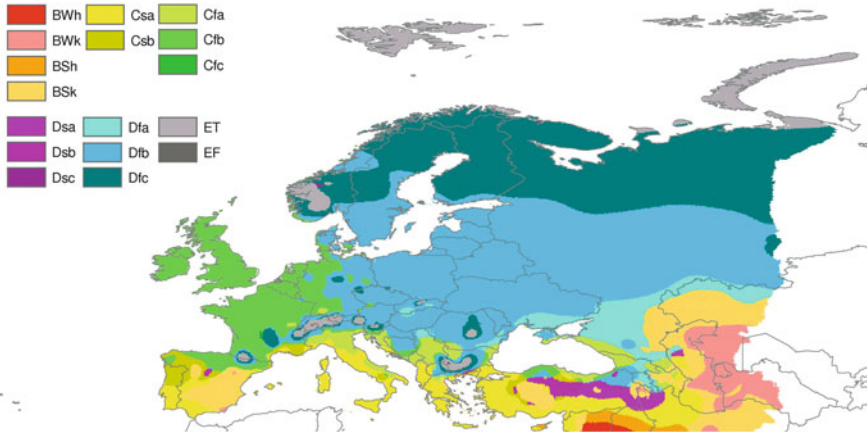 BWh Csa Cfa
BWk Csb Cfb
BSh Cfc
BSk
Dsa Dfa ET
Dsb Dfb EF
Dsc Dfc